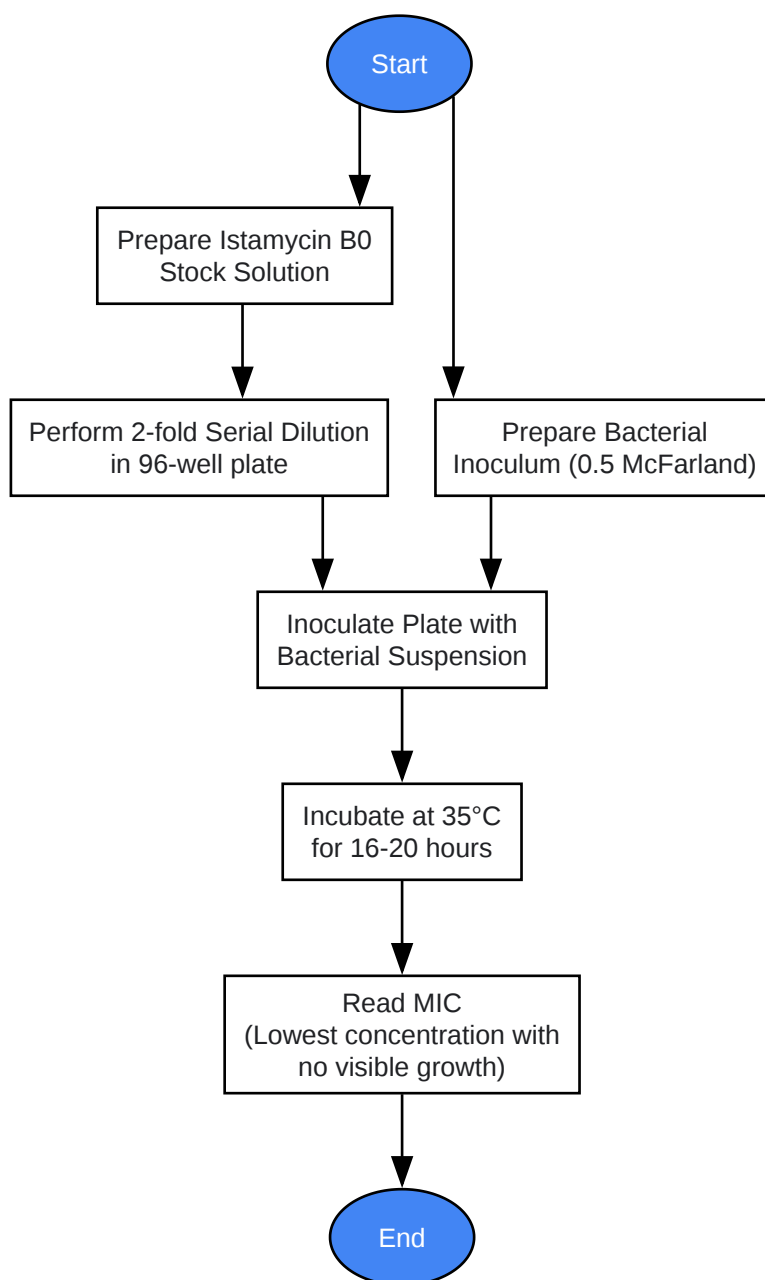 Start
Prepare Istamycin B0
Stock Solution
Perform 2-fold Serial Dilution
in 96-well plate
Prepare Bacterial
Inoculum (0.5 McFarland)
Inoculate Plate with
Bacterial Suspension
Incubate at 35°C
for 16-20 hours
Read MIC
(Lowest concentration with
no visible growth)
End